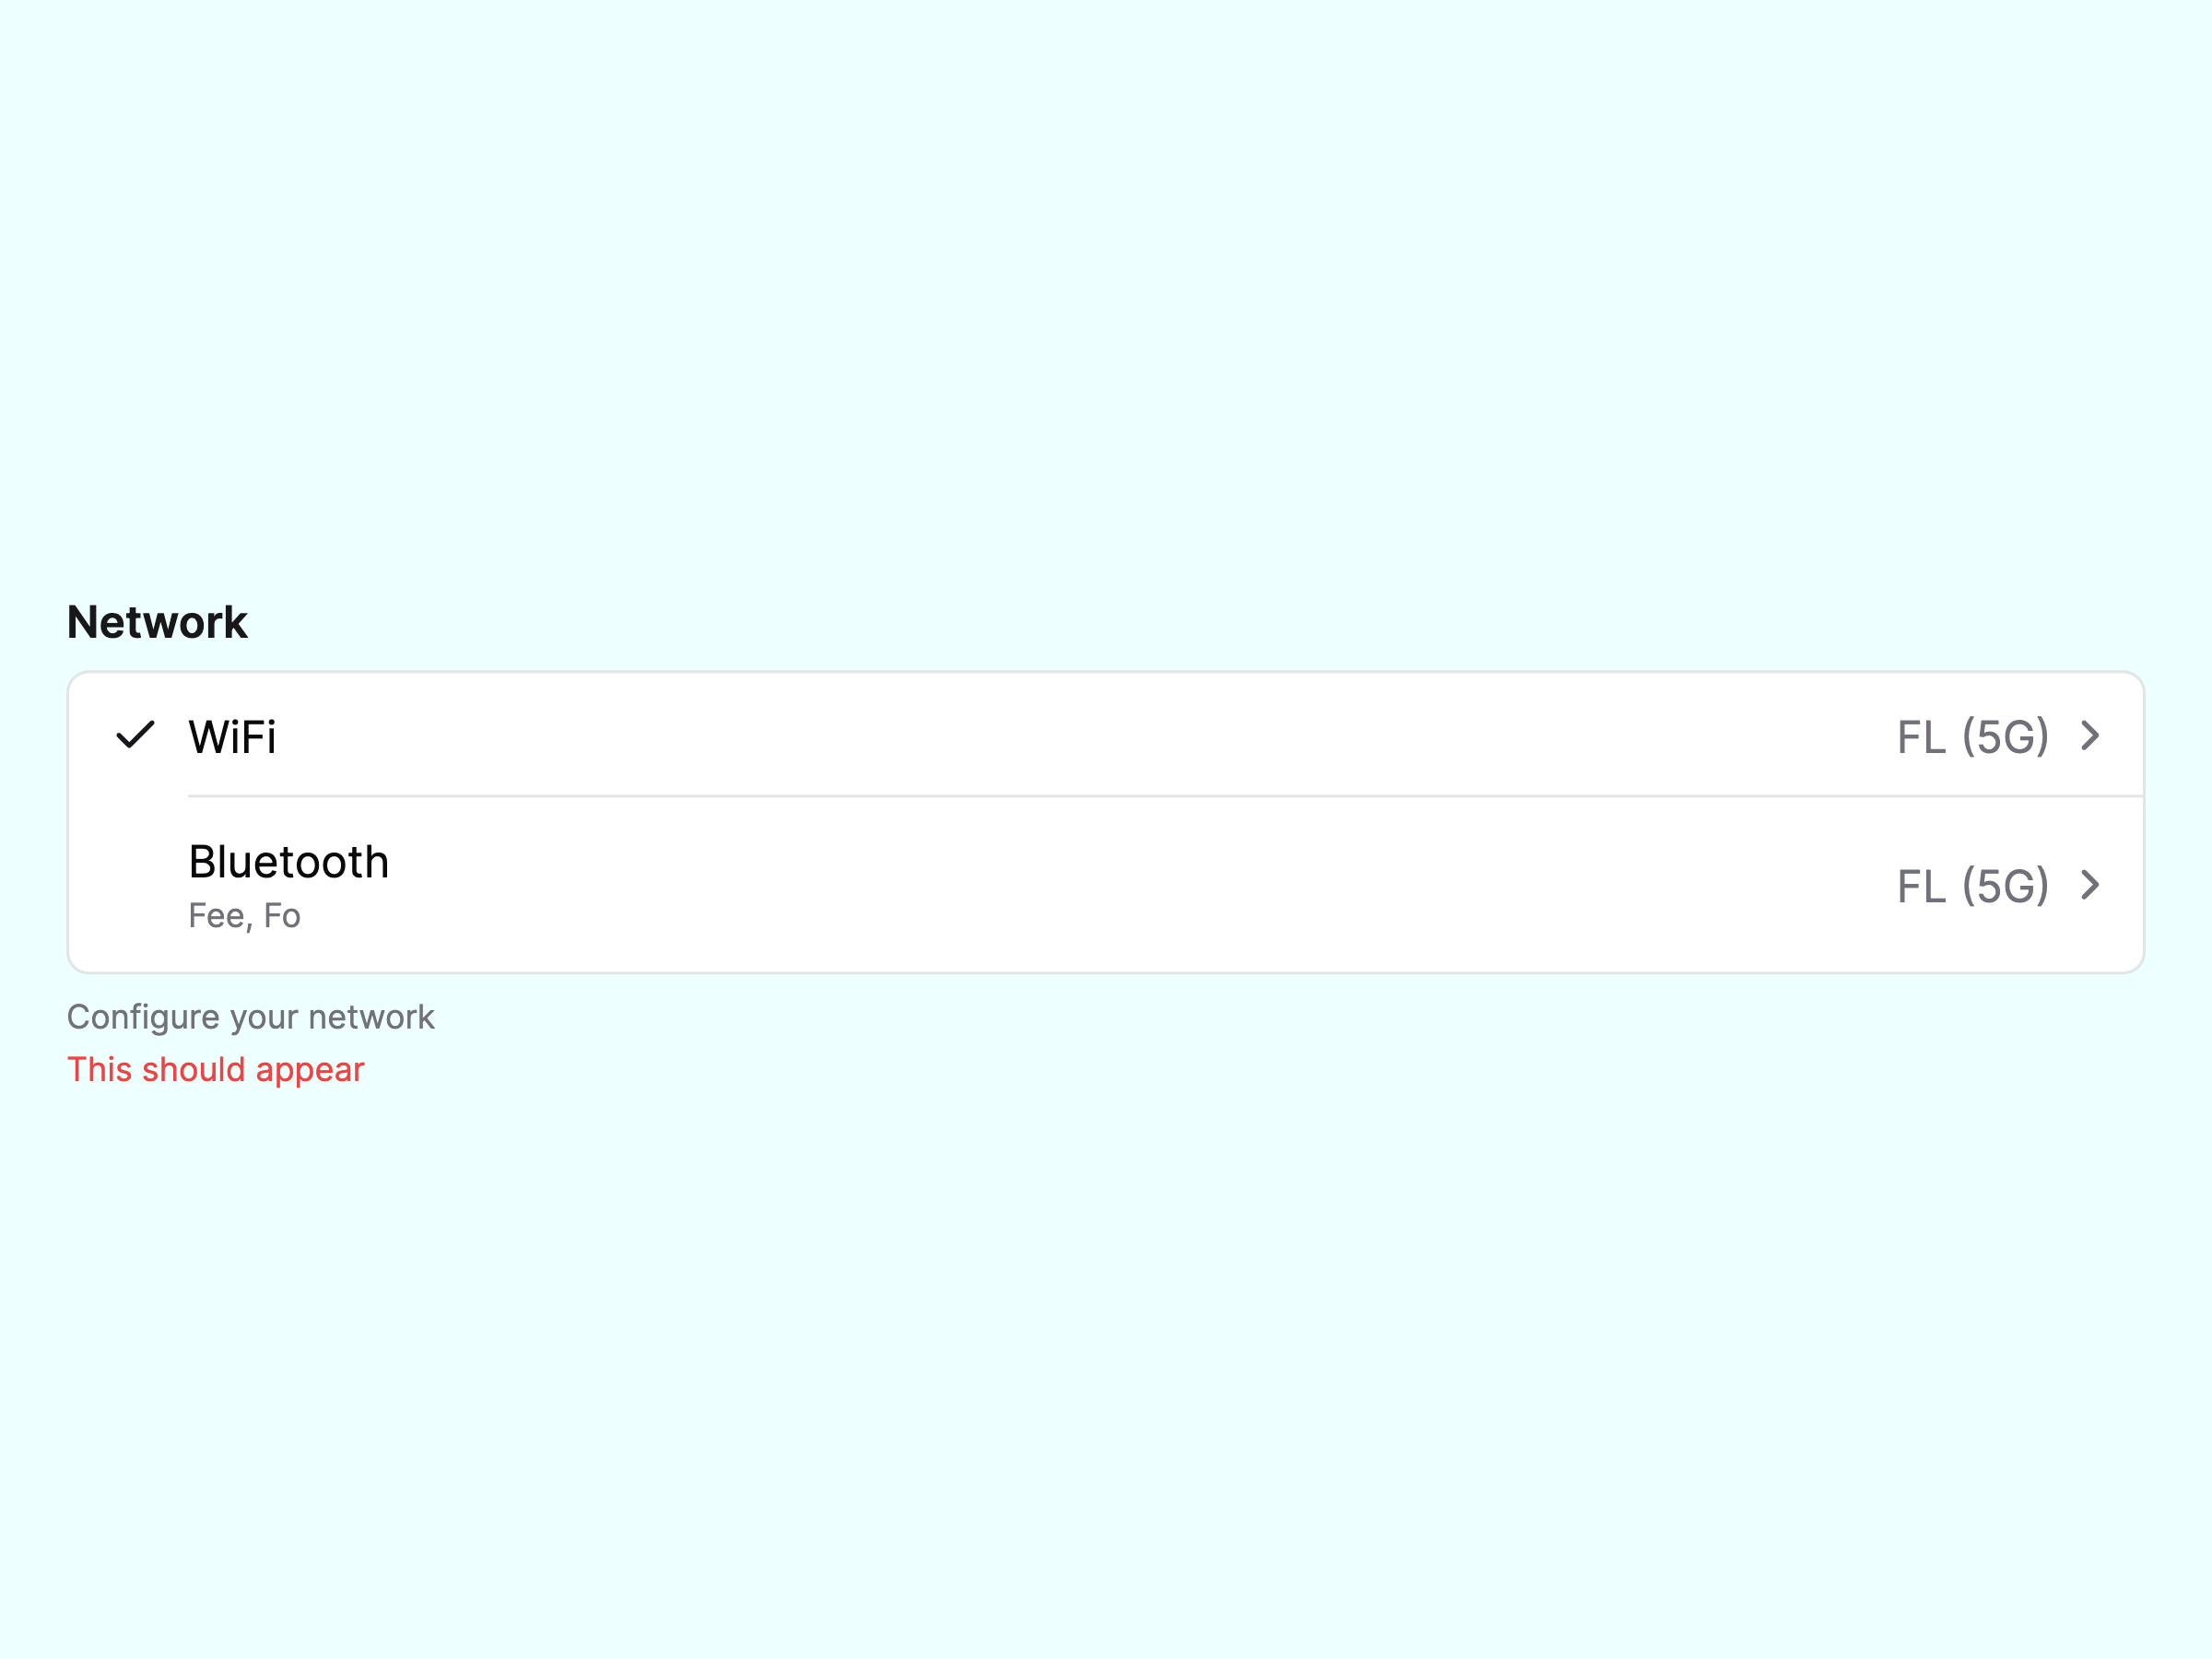 Network
WiFi FL (5G)
Bluetooth
Fee, Fo
FL (5G)
Configure your network
This should appear